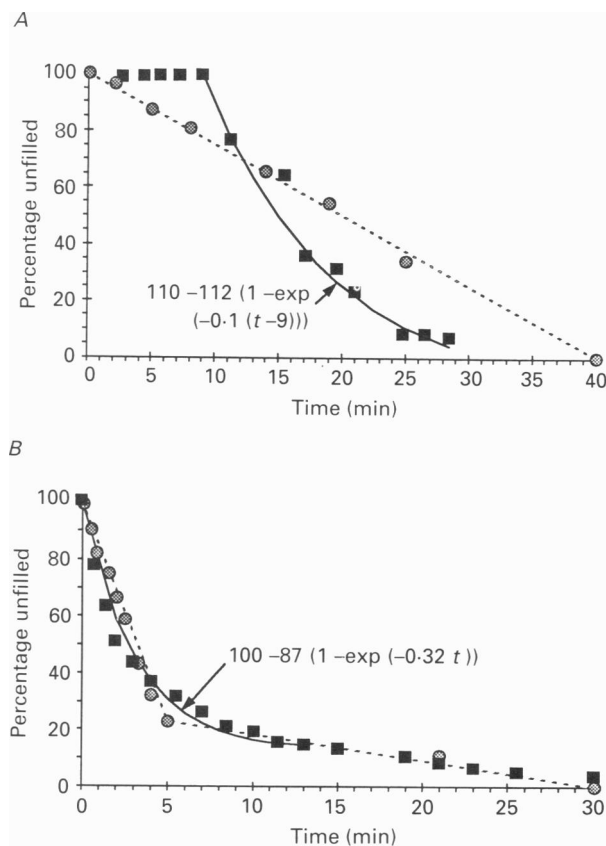 A
Percentage unfilled
100
80
60
40
20
0
110 –112 (1 –exp
(–0·1 (t –9)))
0 5 10 15 20 25 30 35 40
Time (min)
B
Percentage unfilled
100
80
60
40
20
0
100 –87 (1 –exp (–0·32 t ))
0 5 10 15 20 25 30
Time (min)